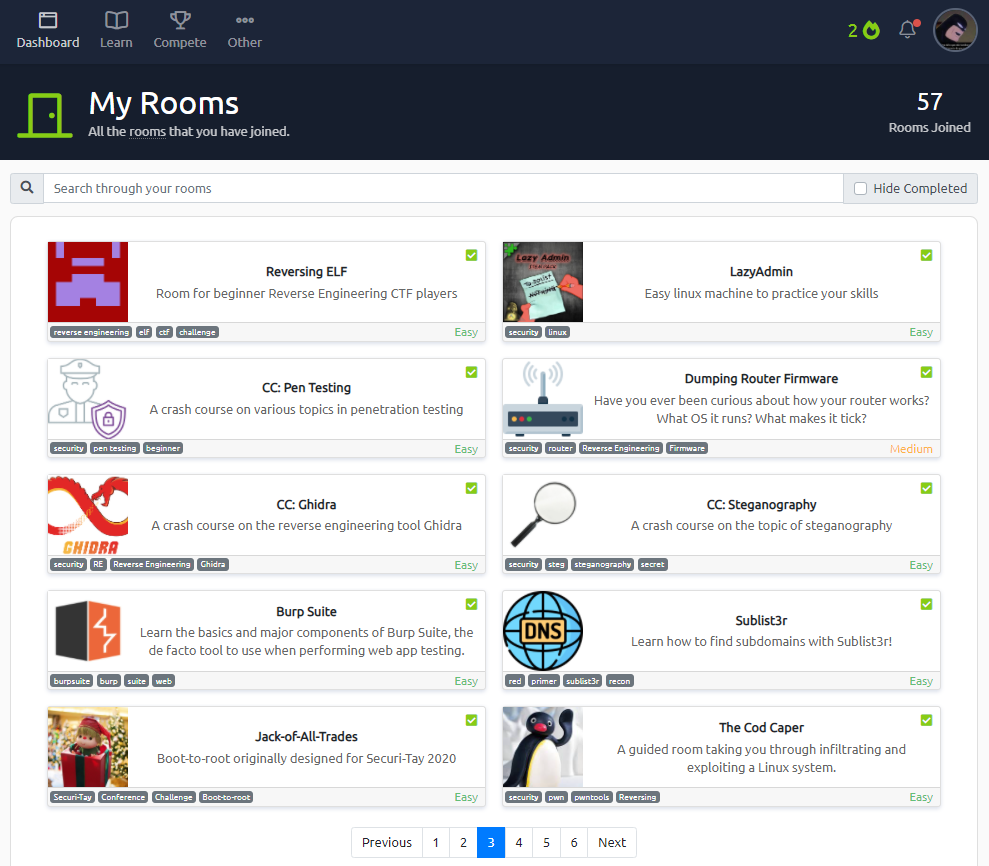 Dashboard
Learn
Compete
Other
2
My Rooms
All the rooms that you have joined.
57
Rooms Joined
Search through your rooms
Hide Completed
Reversing ELF
Room for beginner Reverse Engineering CTF players
reverse engineering elf ctf challenge
Easy
Lazy Admin
LazyAdmin
Easy linux machine to practice your skills
security linux
Easy
CC: Pen Testing
A crash course on various topics in penetration testing
security pen testing beginner
Easy
Dumping Router Firmware
Have you ever been curious about how your router works?
What OS it runs? What makes it tick?
security router Reverse Engineering Firmware
Medium
GHIDRA
CC: Ghidra
A crash course on the reverse engineering tool Ghidra
security RE Reverse Engineering Ghidra
Easy
CC: Steganography
A crash course on the topic of steganography
security steg steganography secret
Easy
Burp Suite
Learn the basics and major components of Burp Suite, the
de facto tool to use when performing web app testing.
burpsuite burp suite web
Easy
DNS
Sublist3r
Learn how to find subdomains with Sublist3r!
red primer sublist3r recon
Easy
Jack-of-All-Trades
Boot-to-root originally designed for Securi-Tay 2020
Securi-Tay Conference Challenge Boot-to-root
Easy
The Cod Caper
A guided room taking you through infiltrating and
exploiting a Linux system.
security pwn pwntools Reversing
Easy
Previous 1 2 3 4 5 6 Next